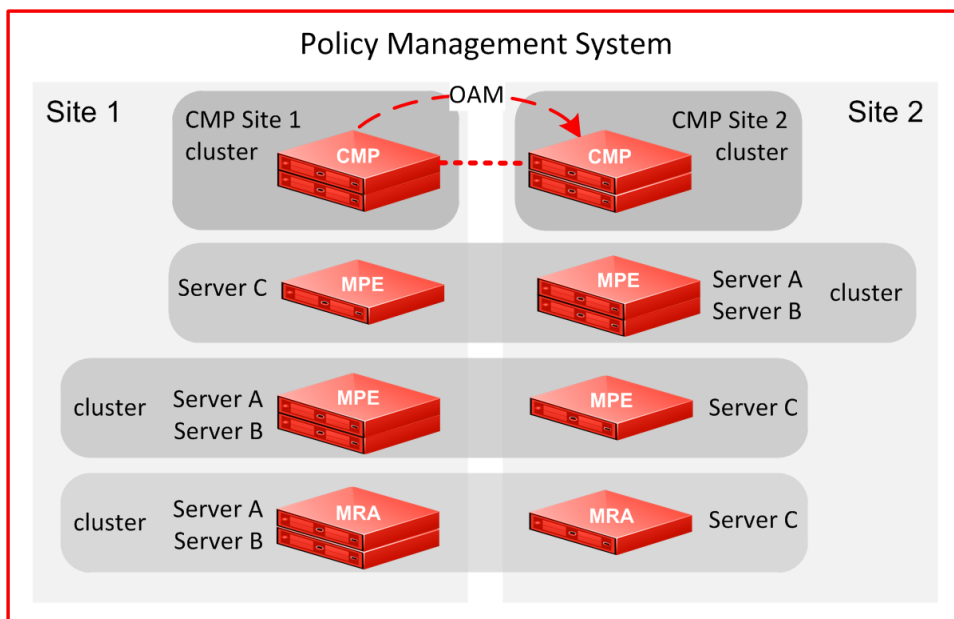 Policy Management System
Site 1
OAM
Site 2
CMP Site 1
cluster
CMP
CMP
CMP Site 2
cluster
Server C
MPE
MPE
Server A
Server B
cluster
cluster
Server A
Server B
MPE
MPE
Server C
cluster
Server A
Server B
MRA
MRA
Server C